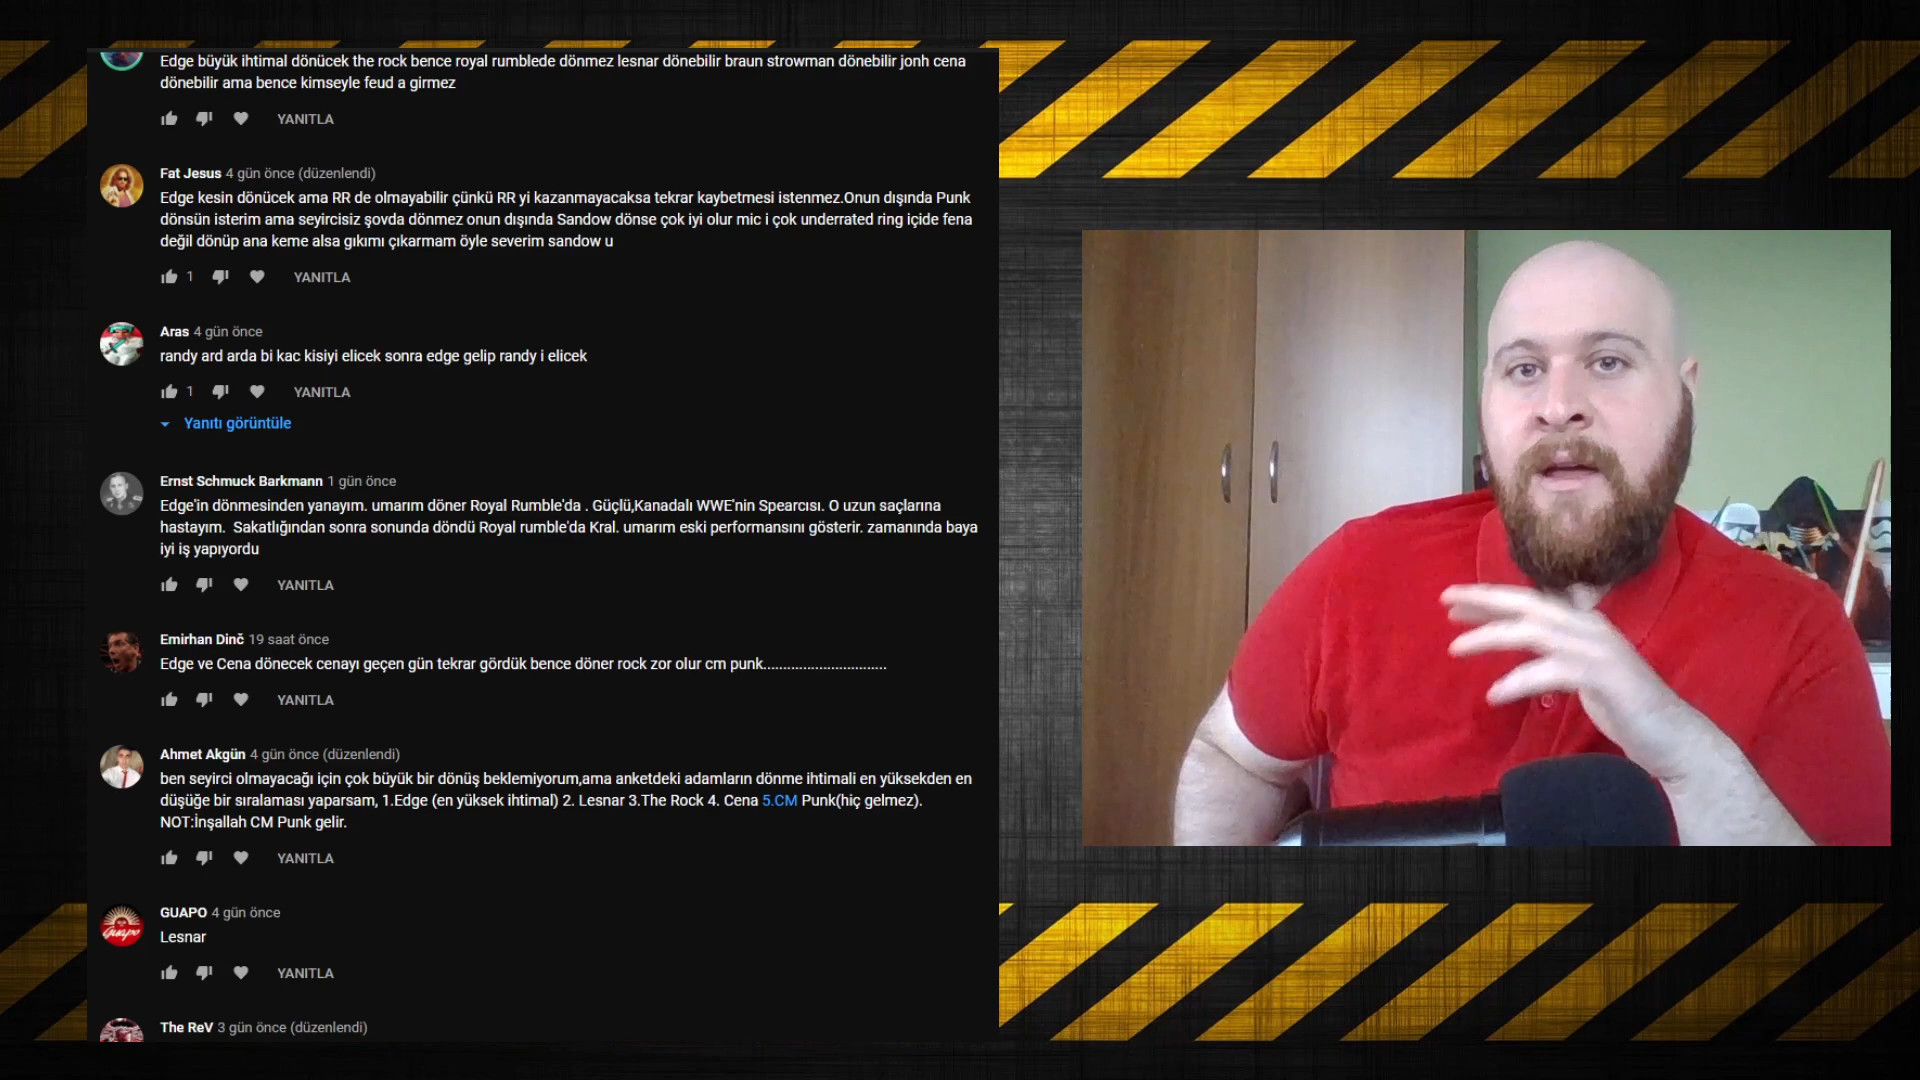 Edge büyük ihtimal dönücek the rock bence royal rumblede dönmez lesnar dönebilir braun strowman dönebilir jonh cena
dönebilir ama bence kimseyle feud a girmez
YANITLA
Fat Jesus 4 gün önce (düzenlendi)
Edge kesin dönücek ama RR de olmayabilir çünkü RR yi kazanmayacaksa tekrar kaybetmesi istenmez.Onun dışında Punk
dönsün isterim ama seyircisiz şovda dönmez onun dışında Sandow dönse çok iyi olur mic i çok underrated ring içide fena
değil dönüp ana keme alsa gıkımı çıkarmam öyle severim sandow u
1 YANITLA
Aras 4 gün önce
randy ard arda bi kac kisiyi elicek sonra edge gelip randy i elicek
1 YANITLA
Yanıtı görüntüle
Ernst Schmuck Barkmann 1 gün önce
Edge'in dönmesinden yanayım. umarım döner Royal Rumble'da . Güçlü,Kanadalı WWE'nin Spearcısı. O uzun saçlarına
hastayım.  Sakatlığından sonra sonunda döndü Royal rumble'da Kral. umarım eski performansını gösterir. zamanında baya
iyi iş yapıyordu
YANITLA
Emirhan Dinč 19 saat önce
Edge ve Cena dönecek cenayı geçen gün tekrar gördük bence döner rock zor olur cm punk..............................
YANITLA
Ahmet Akgün 4 gün önce (düzenlendi)
ben seyirci olmayacağı için çok büyük bir dönüş beklemiyorum,ama anketdeki adamların dönme ihtimali en yüksekden en
düşüğe bir sıralaması yaparsam, 1.Edge (en yüksek ihtimal) 2. Lesnar 3.The Rock 4. Cena 5.CM Punk(hiç gelmez).
NOT:İnşallah CM Punk gelir.
YANITLA
GUAPO 4 gün önce
Guapo
Lesnar
YANITLA
The ReV 3 gün önce (düzenlendi)